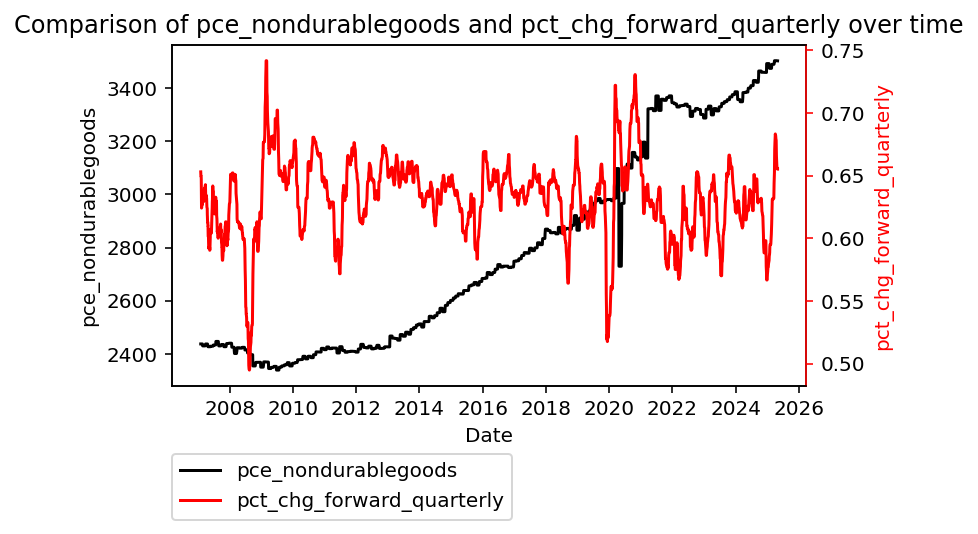 Comparison of pce_nondurablegoods and pct_chg_forward_quarterly over time
pce_nondurablegoods
3400
3200
3000
2800
2600
2400
0.75
0.70
0.65
0.60
0.55
0.50
pct_chg_forward_quarterly
2008 2010 2012 2014 2016 2018 2020 2022 2024 2026
Date
pce_nondurablegoods
pct_chg_forward_quarterly